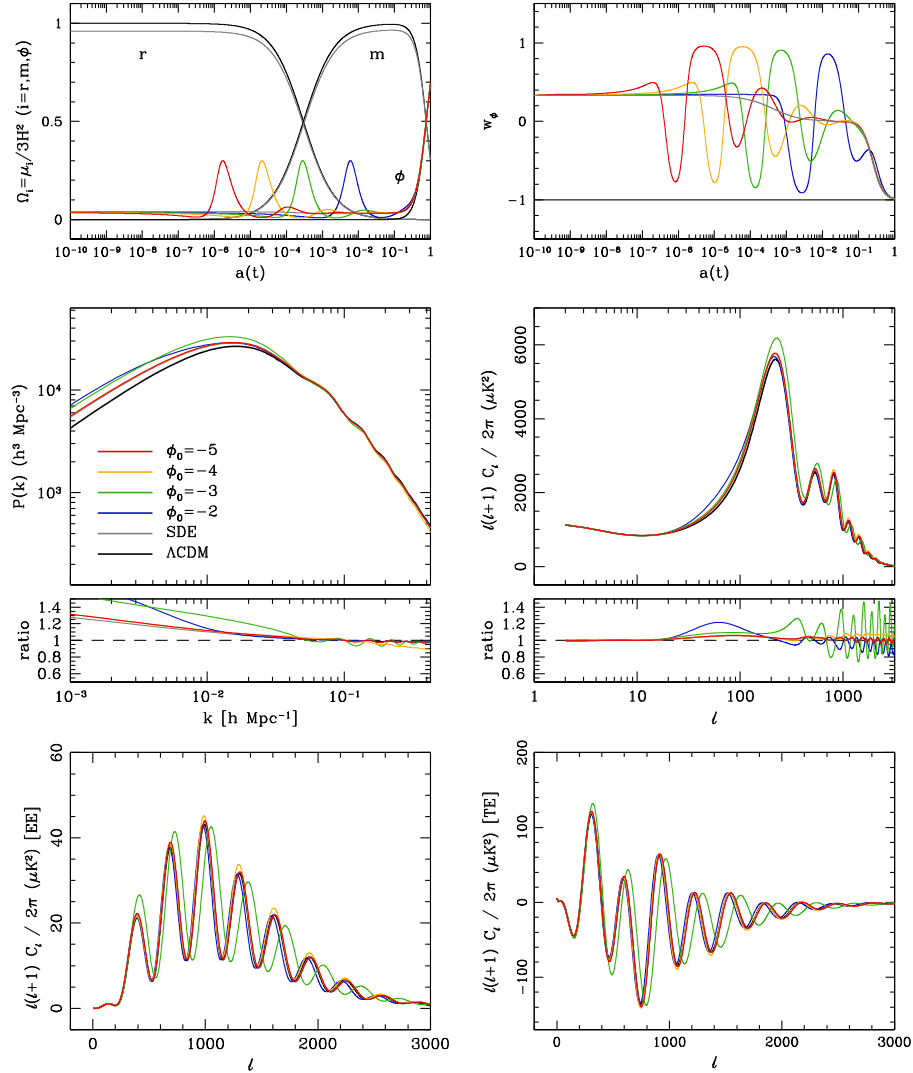 Ωᵢ=μᵢ/3H² (i=r,m,ϕ)
1
0.5
0
r
m
ϕ
10⁻¹⁰ 10⁻⁹ 10⁻⁸ 10⁻⁷ 10⁻⁶ 10⁻⁵ 10⁻⁴ 10⁻³ 10⁻² 10⁻¹ 1
a(t)
w_ϕ
1
0
−1
10⁻¹⁰ 10⁻⁹ 10⁻⁸ 10⁻⁷ 10⁻⁶ 10⁻⁵ 10⁻⁴ 10⁻³ 10⁻² 10⁻¹ 1
a(t)
P(k) (h³ Mpc⁻³)
10⁴
10³
ϕ₀=−5
ϕ₀=−4
ϕ₀=−3
ϕ₀=−2
SDE
ΛCDM
ratio
1.4
1.2
1
0.8
0.6
10⁻³ 10⁻² 10⁻¹
k [h Mpc⁻¹]
ℓ(ℓ+1) Cℓ / 2π (μK²)
6000
4000
2000
0
ratio
1.4
1.2
1
0.8
0.6
1 10 100 1000
ℓ
ℓ(ℓ+1) Cℓ / 2π (μK²) [EE]
60
40
20
0
0 1000 2000 3000
ℓ
ℓ(ℓ+1) Cℓ / 2π (μK²) [TE]
200
100
0
−100
0 1000 2000 3000
ℓ